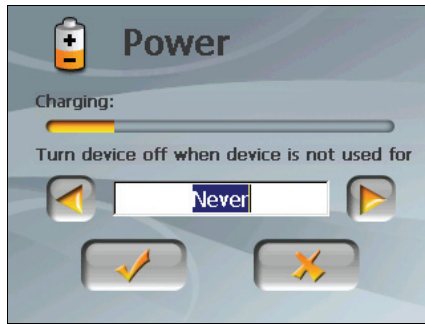 Power
Charging:
Turn device off when device is not used for
Never